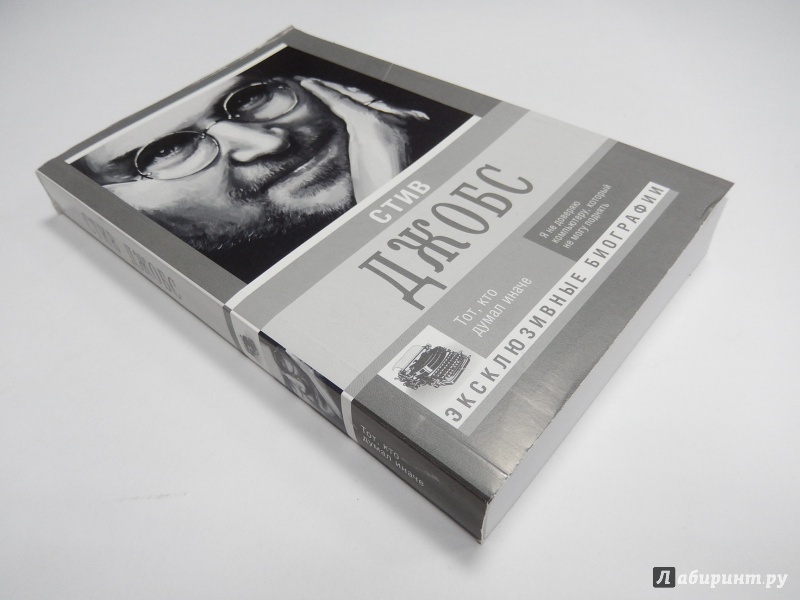 СТИВ
ДЖОБС
Тот, кто
думал иначе
Я не доверяю
компьютеру, который
не могу поднять
ЭКСКЛЮЗИВНЫЕ БИОГРАФИИ
СТИВ ДЖОБС
Тот, кто
думал иначе
Лабиринт.ру